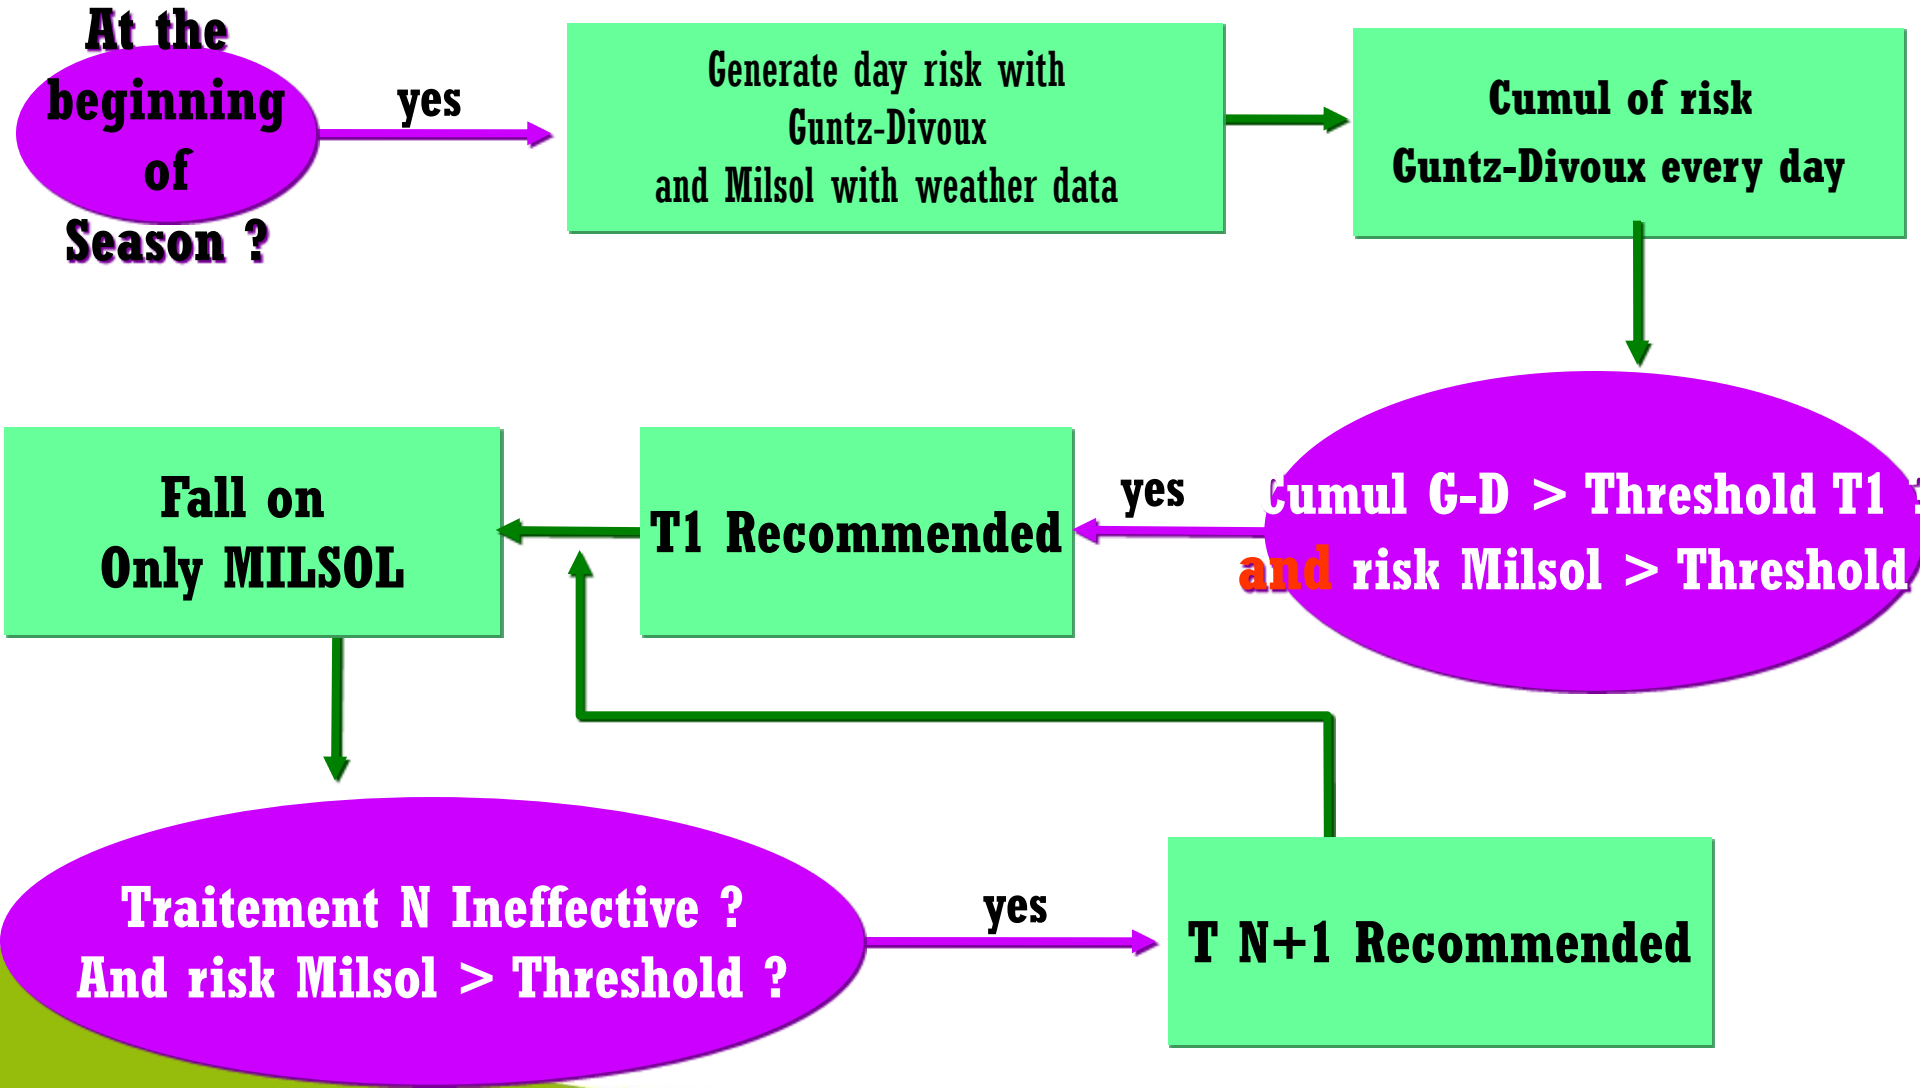 At the
beginning
of
Season ?
yes
Generate day risk with
Guntz-Divoux
and Milsol with weather data
Cumul of risk
Guntz-Divoux every day
Fall on
Only MILSOL
T1 Recommended
yes
Cumul G-D > Threshold T1
and risk Milsol > Threshold
Traitement N Ineffective ?
And risk Milsol > Threshold ?
yes
T N+1 Recommended